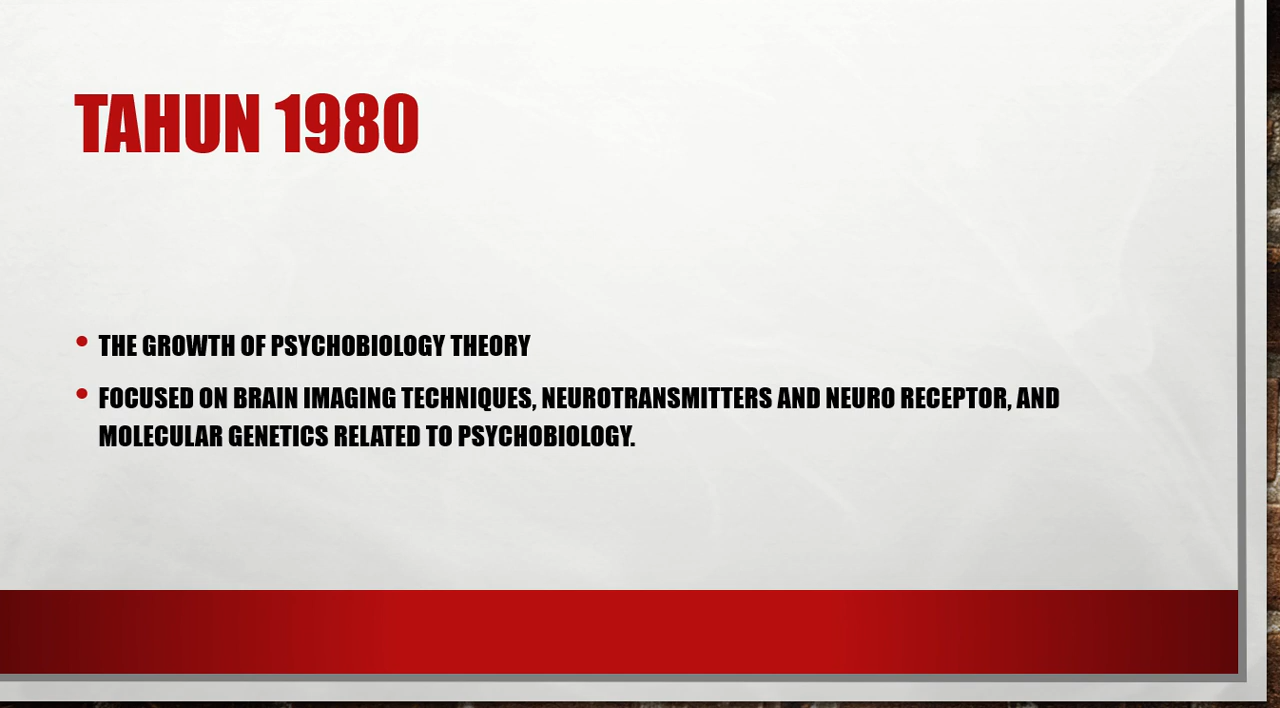 TAHUN 1980
• THE GROWTH OF PSYCHOBIOLOGY THEORY
• FOCUSED ON BRAIN IMAGING TECHNIQUES, NEUROTRANSMITTERS AND NEURO RECEPTOR, AND
MOLECULAR GENETICS RELATED TO PSYCHOBIOLOGY.